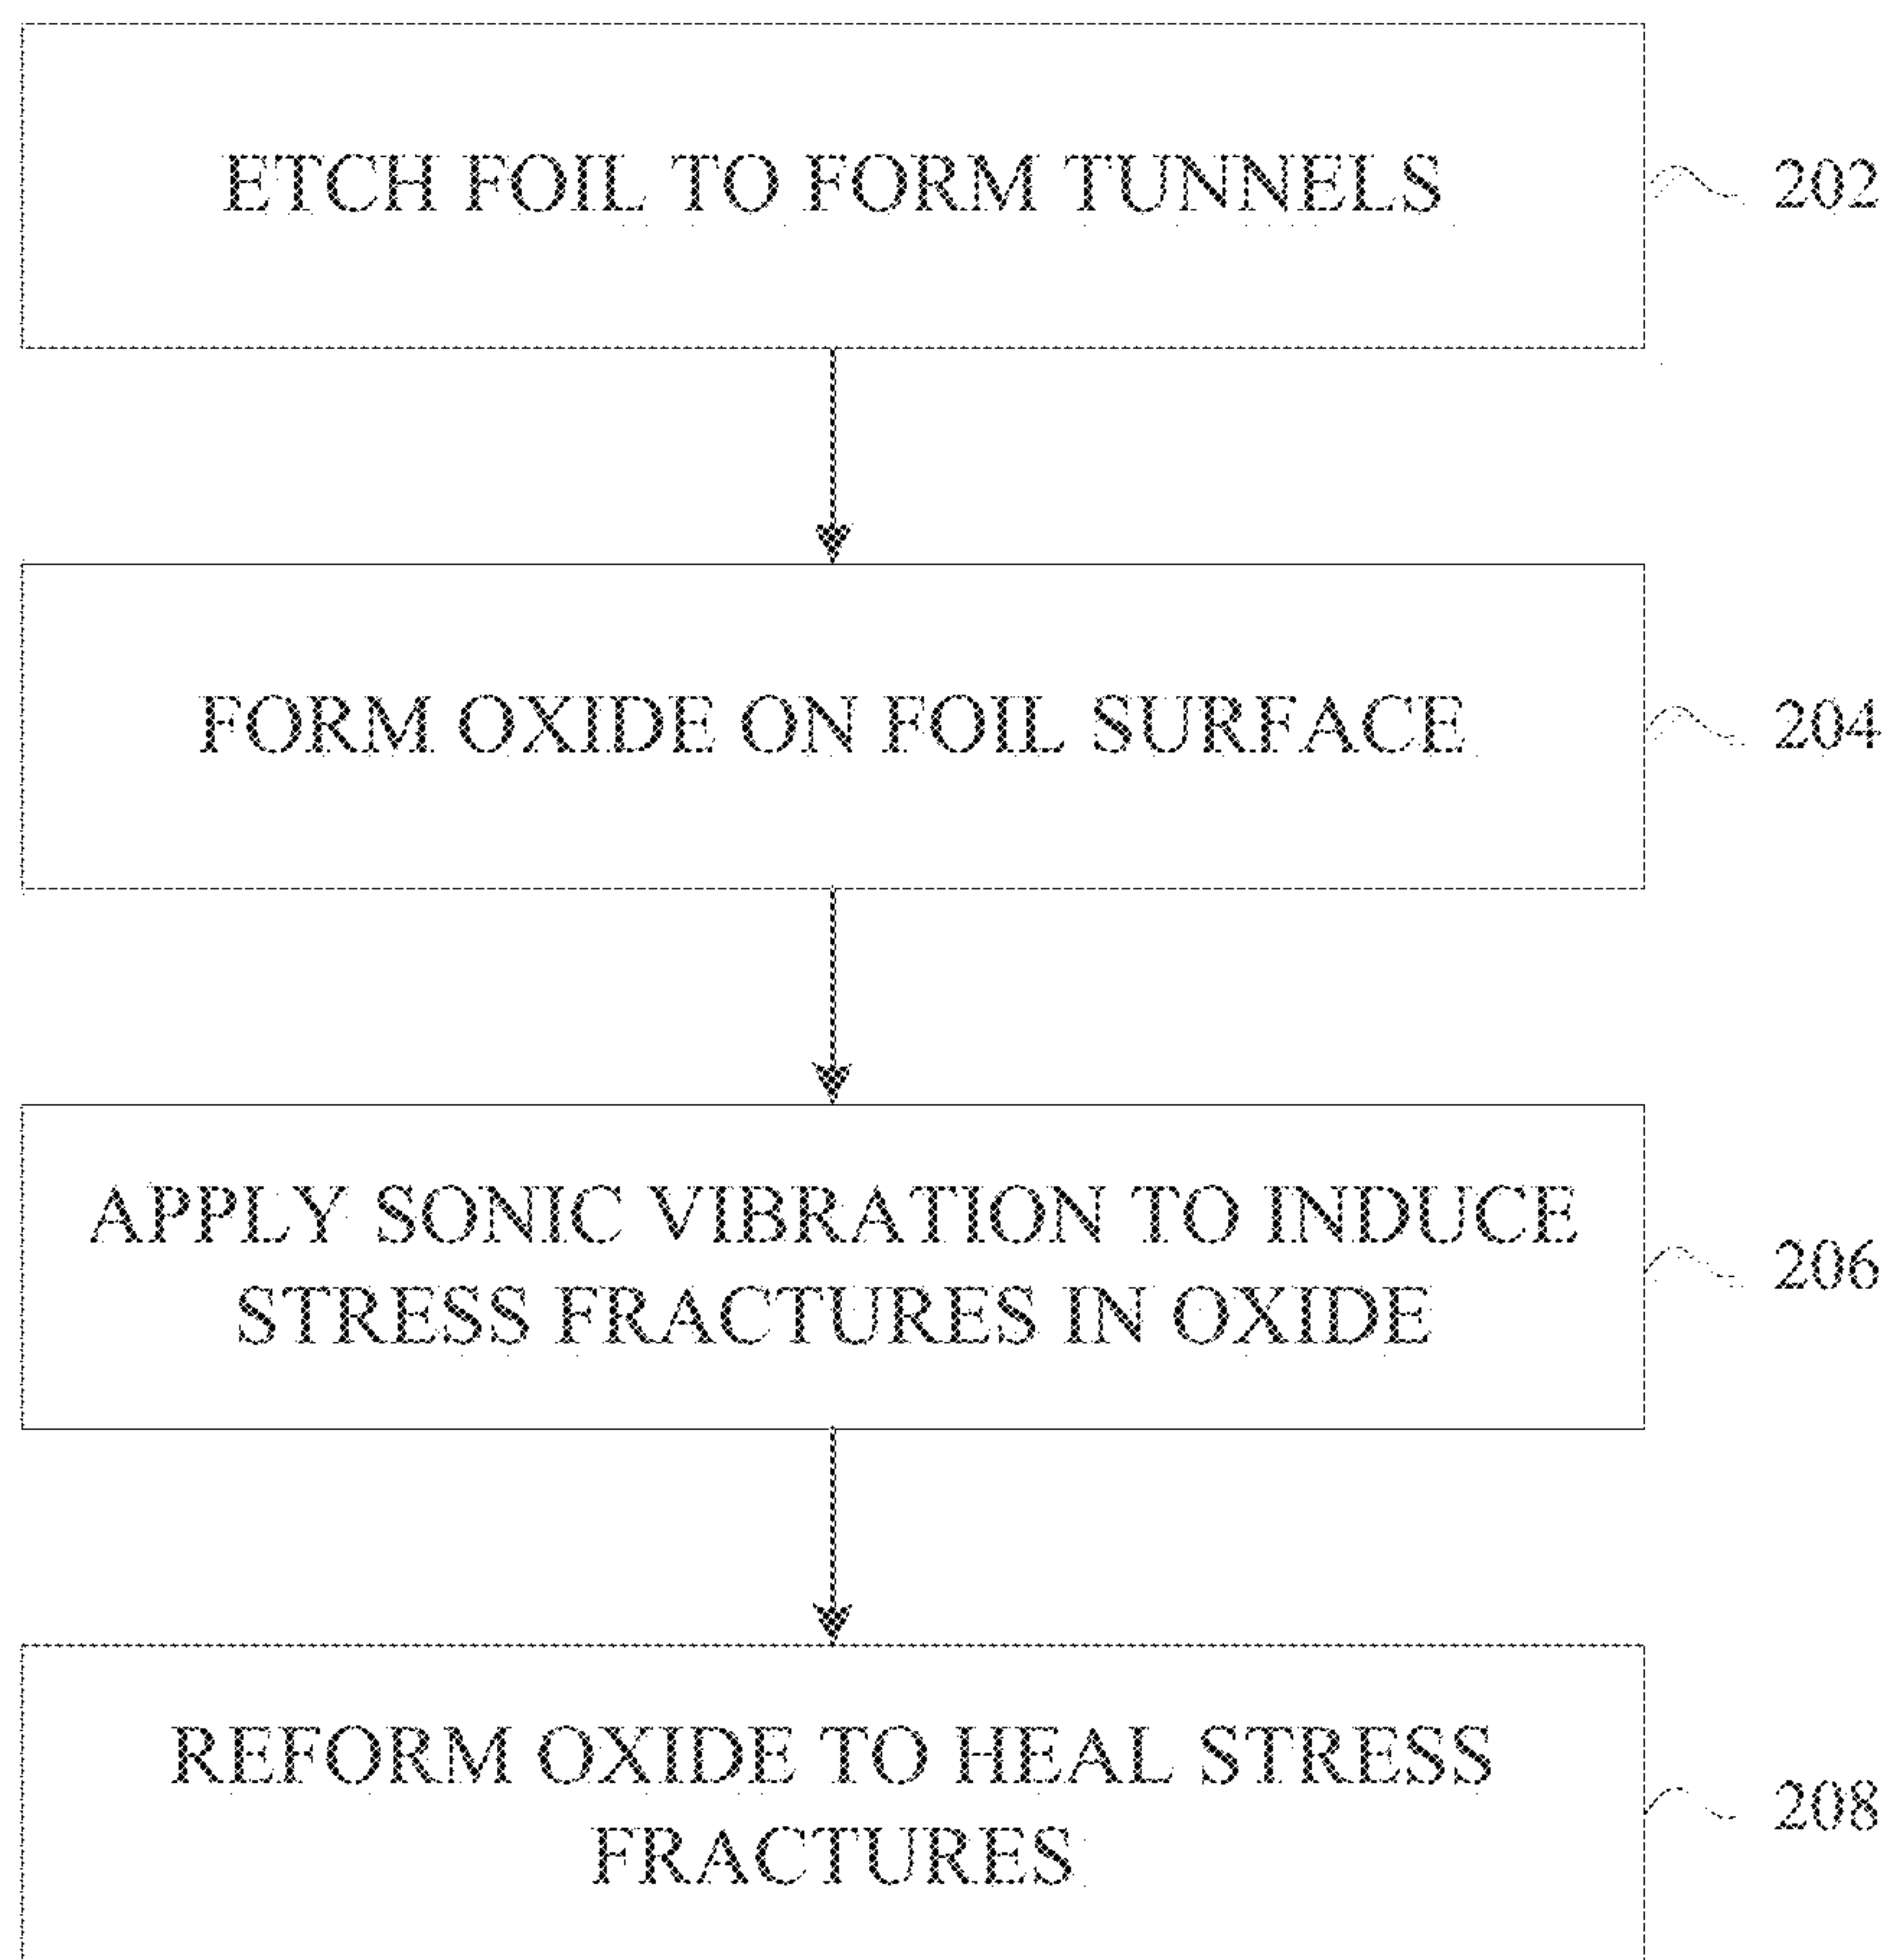 ETCH FOIL TO FORM TUNNELS
202
FORM OXIDE ON FOIL SURFACE
204
APPLY SONIC VIBRATION TO INDUCE
STRESS FRACTURES IN OXIDE
206
REFORM OXIDE TO HEAL STRESS
FRACTURES
208